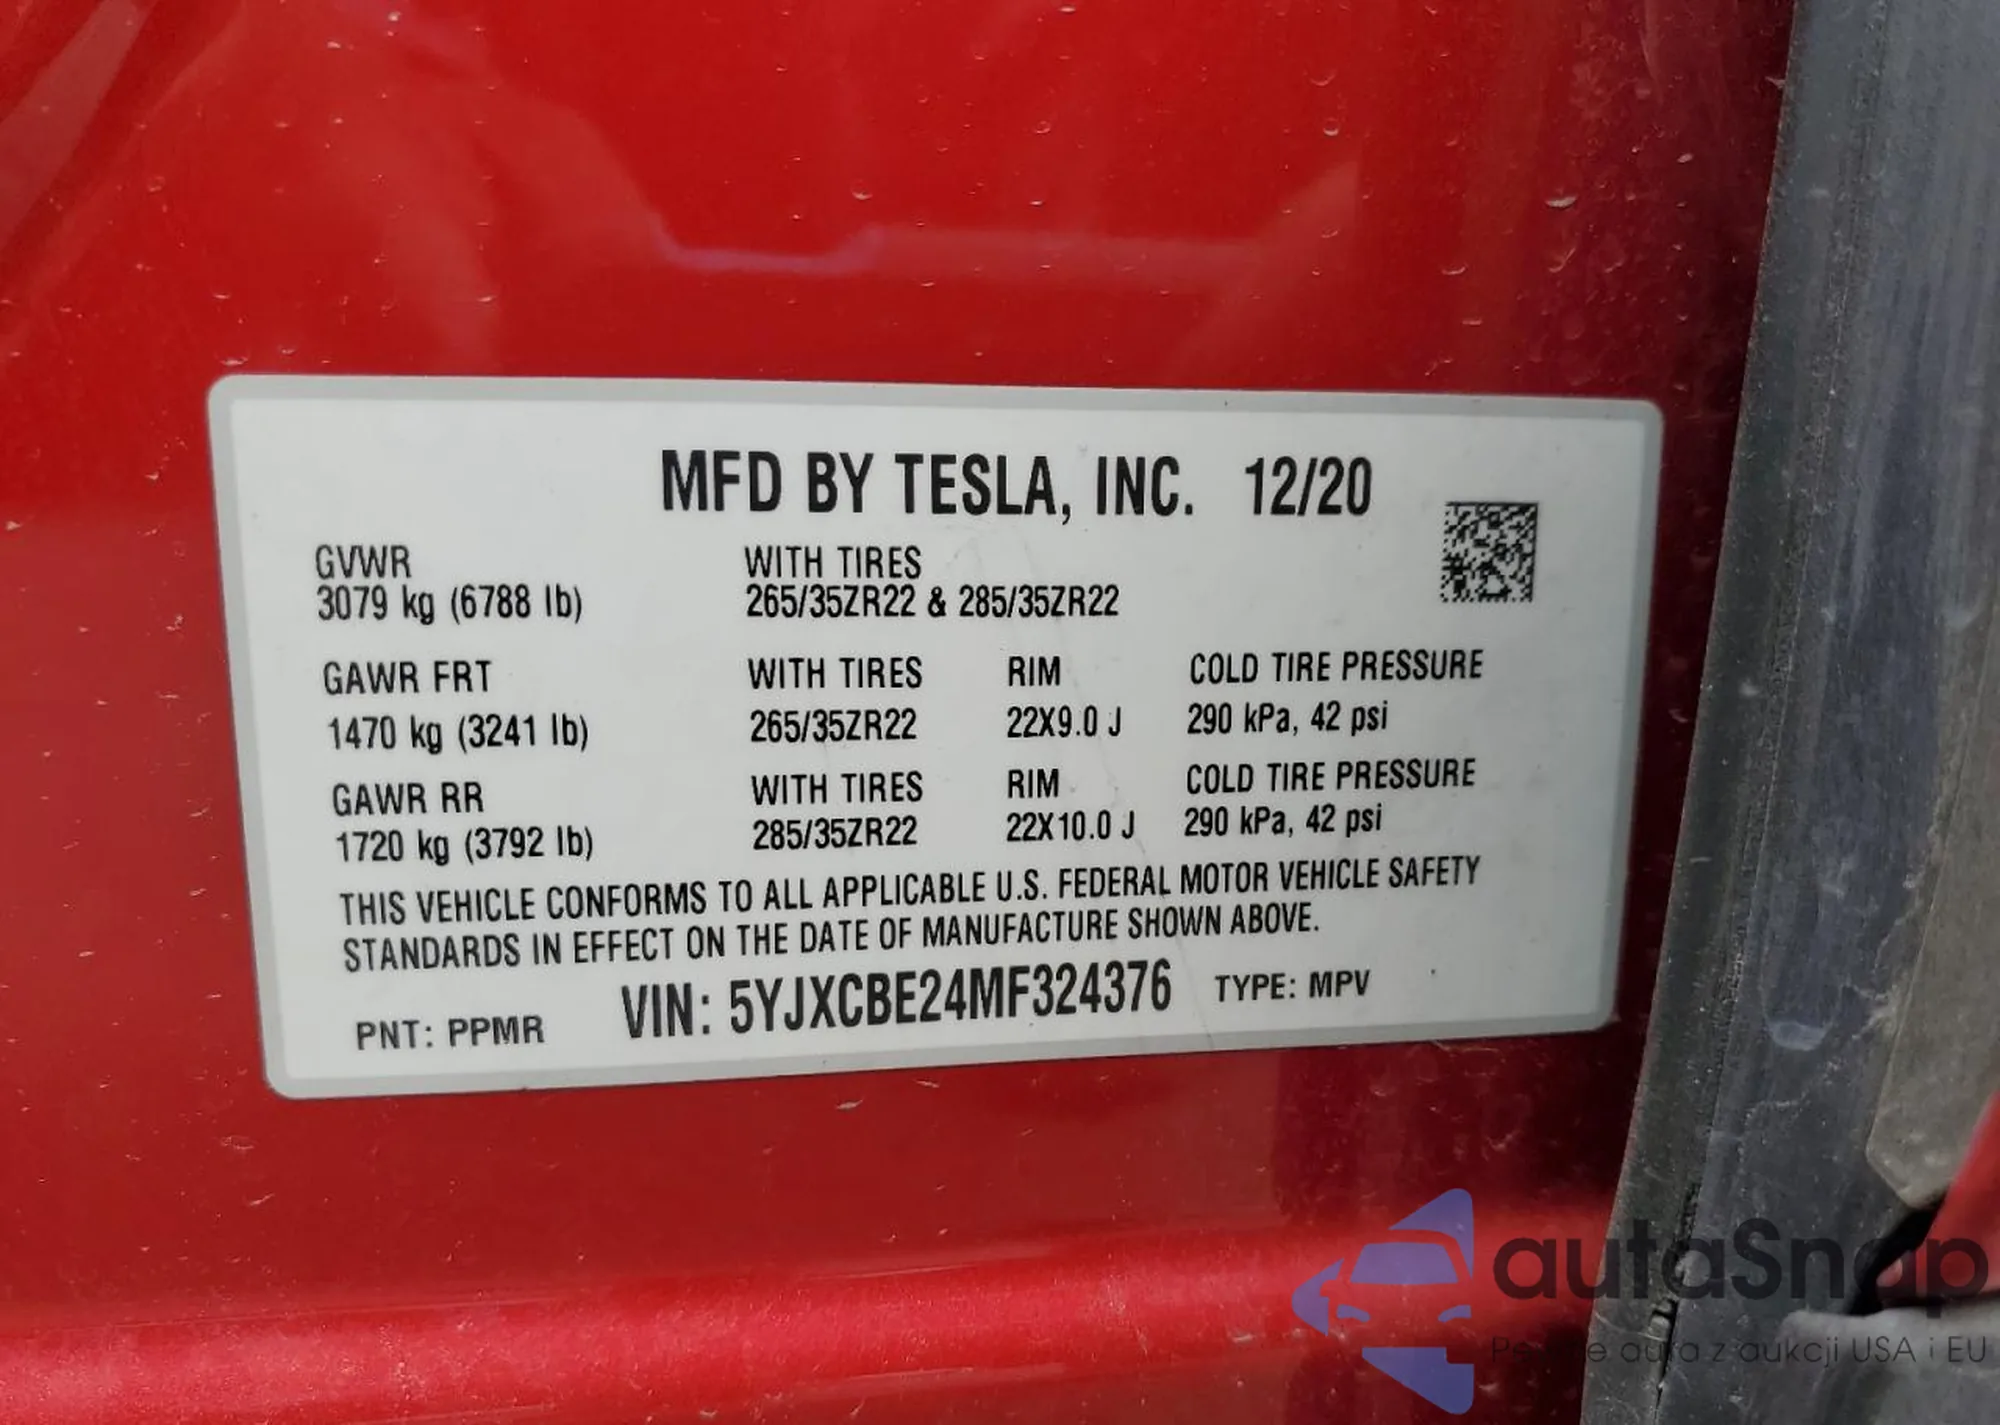 MFD BY TESLA, INC. 12/20
GVWR WITH TIRES
3079 kg (6788 lb) 265/35ZR22 & 285/35ZR22
GAWR FRT WITH TIRES RIM COLD TIRE PRESSURE
1470 kg (3241 lb) 265/35ZR22 22X9.0 J 290 kPa, 42 psi
GAWR RR WITH TIRES RIM COLD TIRE PRESSURE
1720 kg (3792 lb) 285/35ZR22 22X10.0 J 290 kPa, 42 psi
THIS VEHICLE CONFORMS TO ALL APPLICABLE U.S. FEDERAL MOTOR VEHICLE SAFETY
STANDARDS IN EFFECT ON THE DATE OF MANUFACTURE SHOWN ABOVE.
PNT: PPMR VIN: 5YJXCBE24MF324376 TYPE: MPV
autaSnap
auta z aukcji USA i EU